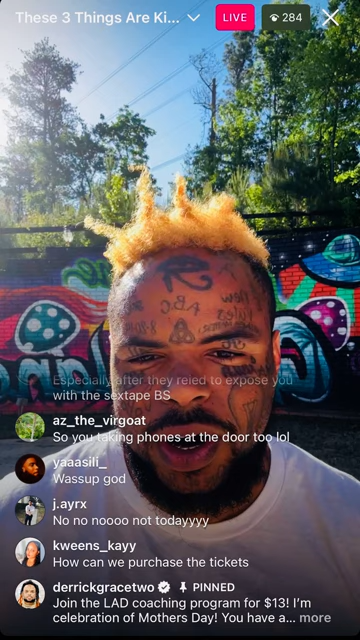 These 3 Things Are Ki...
LIVE
284
Especially after they reied to expose you
with the sextape BS
az_the_virgoat
So you taking phones at the door too lol
yaaasili_
Wassup god
j.ayrx
No no noooo not todayyyy
kweens_kayy
How can we purchase the tickets
derrickgracetwo PINNED
Join the LAD coaching program for $13! I'm
celebration of Mothers Day! You have a... more
ABC